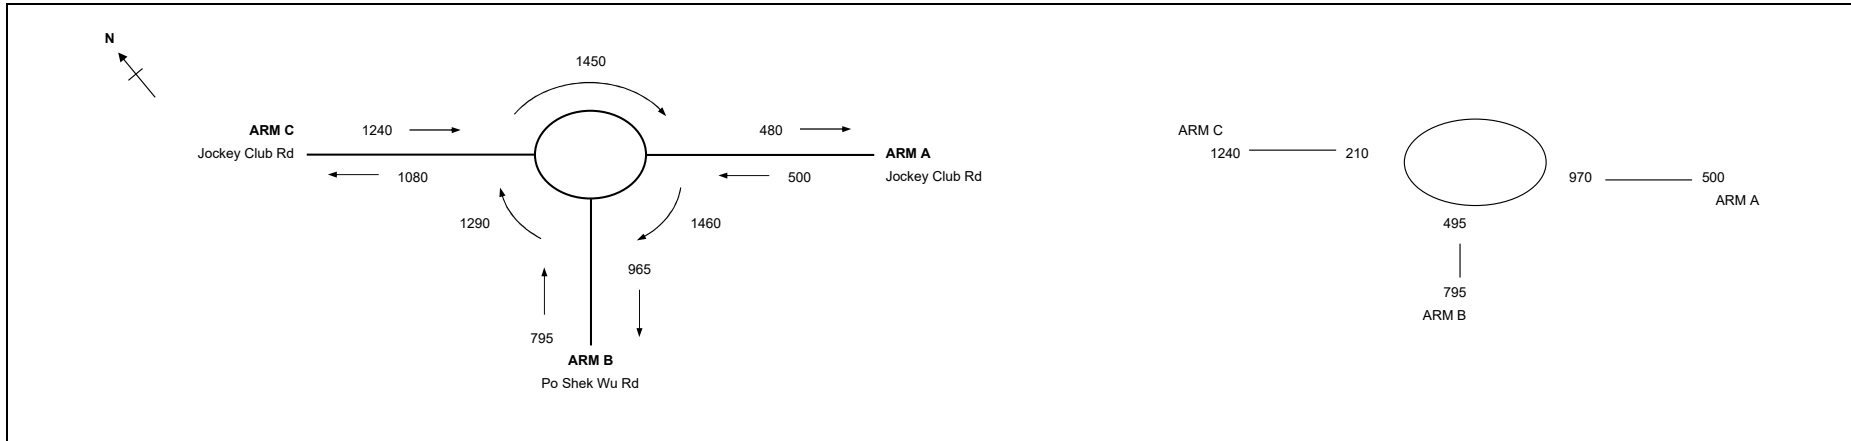 N
1450
ARM C
1240
480
Jockey Club Rd
ARM A
1080
500
Jockey Club Rd
1290
1460
965
795
ARM B
Po Shek Wu Rd
ARM C
1240
210
970
500
ARM A
495
795
ARM B